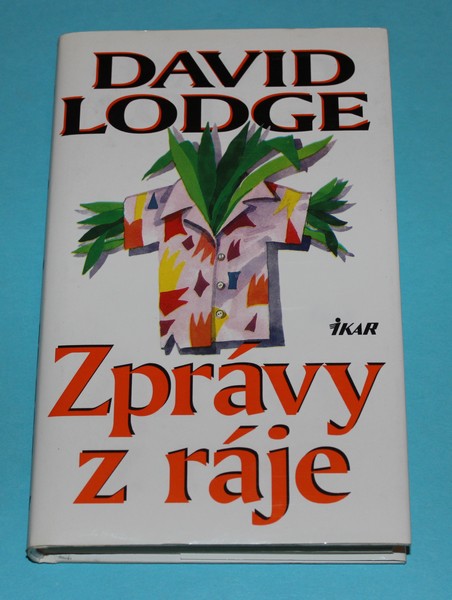 DAVID
LODGE
IKAR
Zprávy
z ráje